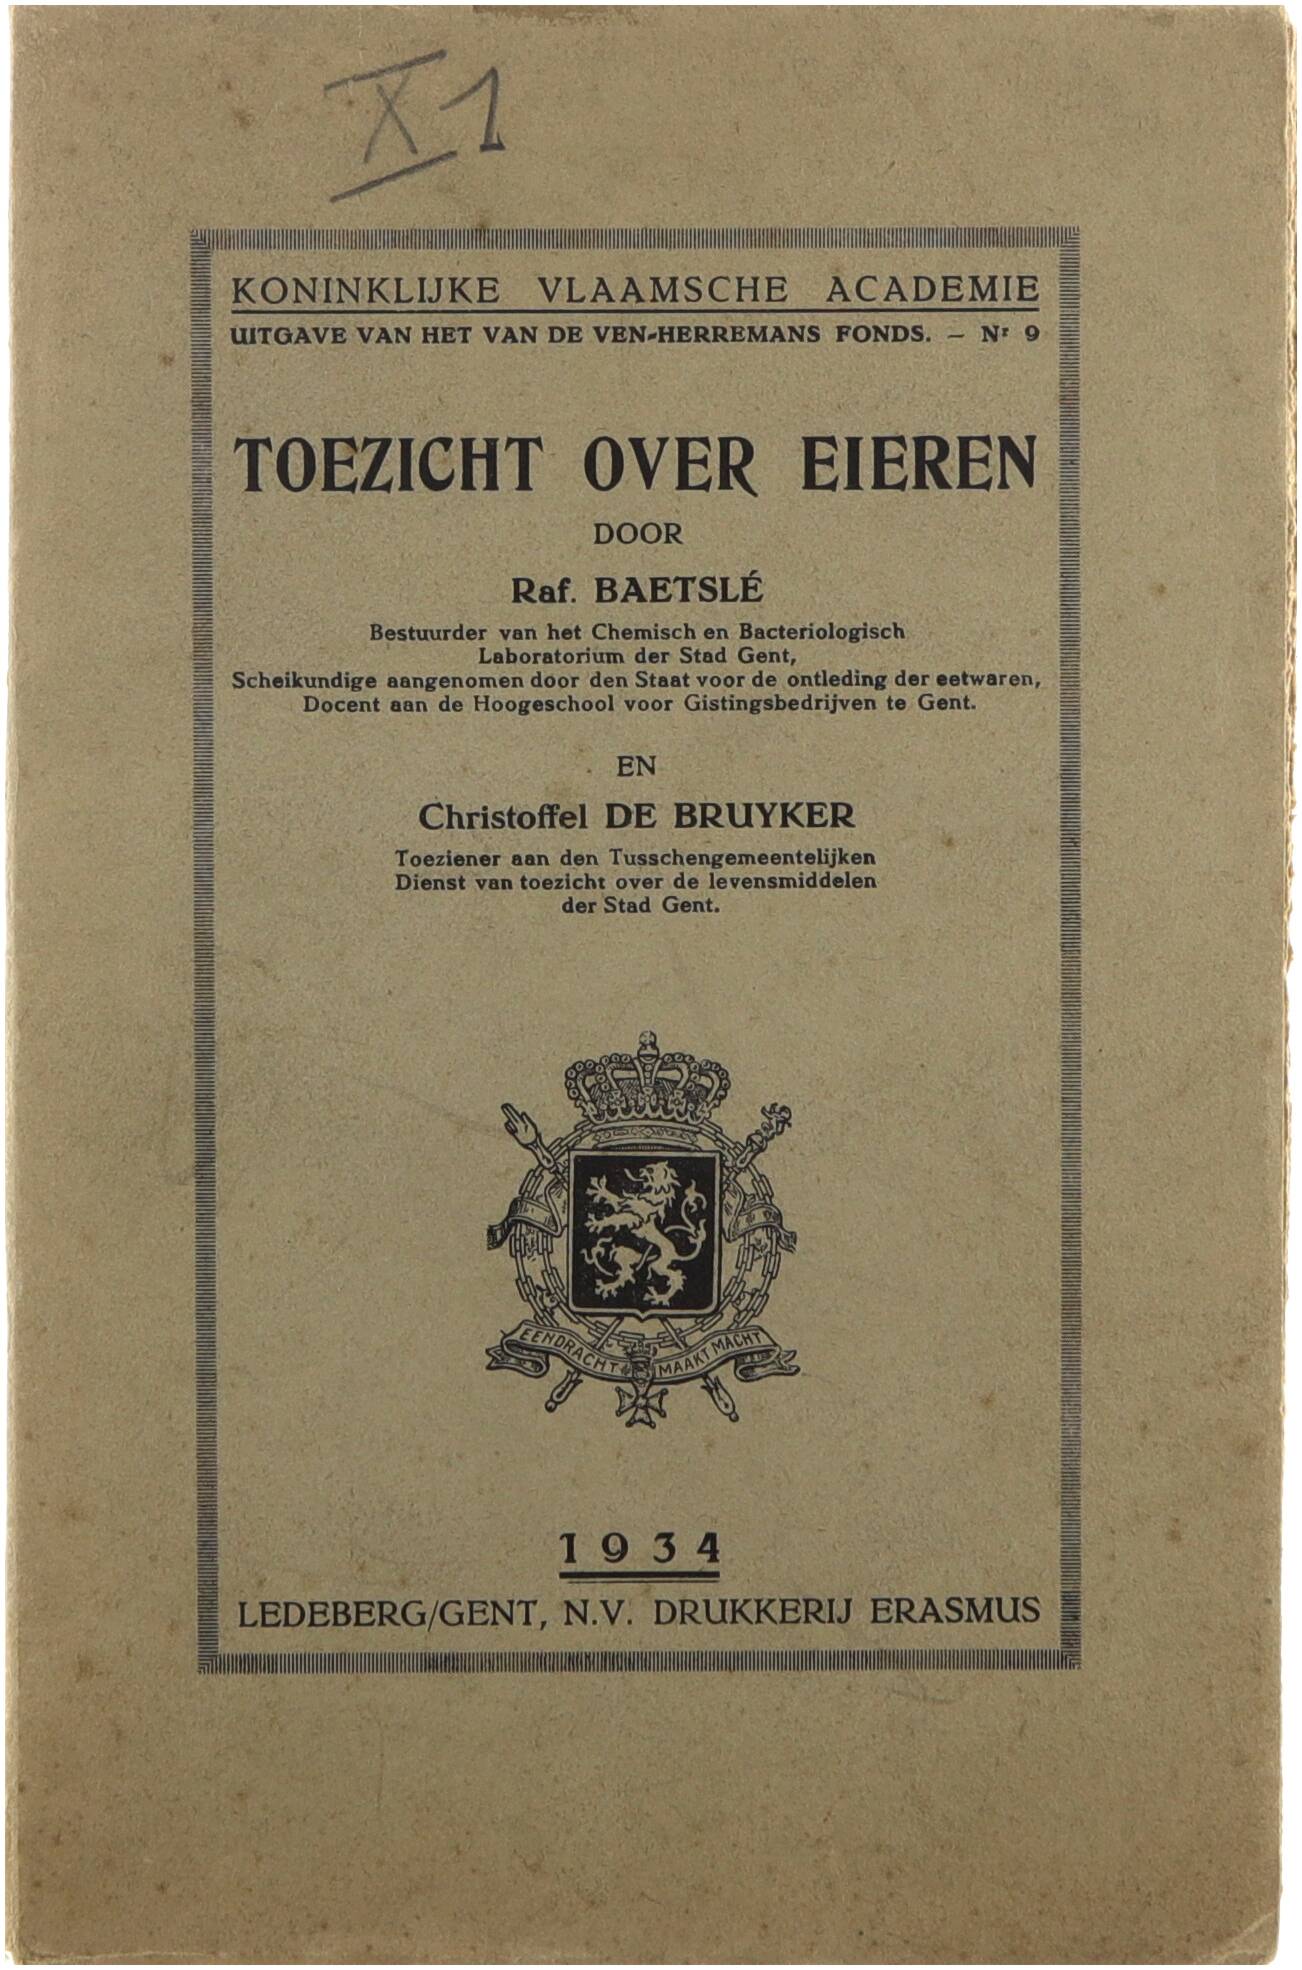 X1
KONINKLIJKE VLAAMSCHE ACADEMIE
UITGAVE VAN HET VAN DE VEN-HERREMANS FONDS. — Nr 9
TOEZICHT OVER EIEREN
DOOR
Raf. BAETSLÉ
Bestuurder van het Chemisch en Bacteriologisch
Laboratorium der Stad Gent,
Scheikundige aangenomen door den Staat voor de ontleding der eetwaren,
Docent aan de Hoogeschool voor Gistingsbedrijven te Gent.
EN
Christoffel DE BRUYKER
Toeziener aan den Tusschengemeentelijken
Dienst van toezicht over de levensmiddelen
der Stad Gent.
EENDRACHT MAAKT MACHT
1934
LEDEBERG/GENT, N.V. DRUKKERIJ ERASMUS